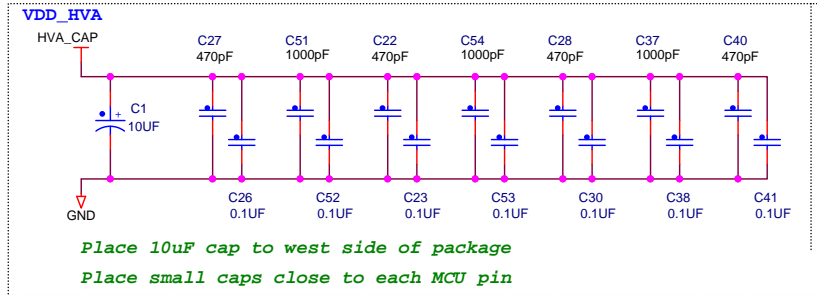 VDD_HVA
HVA_CAP
C27 C51 C22 C54 C28 C37 C40
470pF 1000pF 470pF 1000pF 470pF 1000pF 470pF
+ C1
10UF
C26 C52 C23 C53 C30 C38 C41
0.1UF 0.1UF 0.1UF 0.1UF 0.1UF 0.1UF 0.1UF
GND
Place 10uF cap to west side of package
Place small caps close to each MCU pin